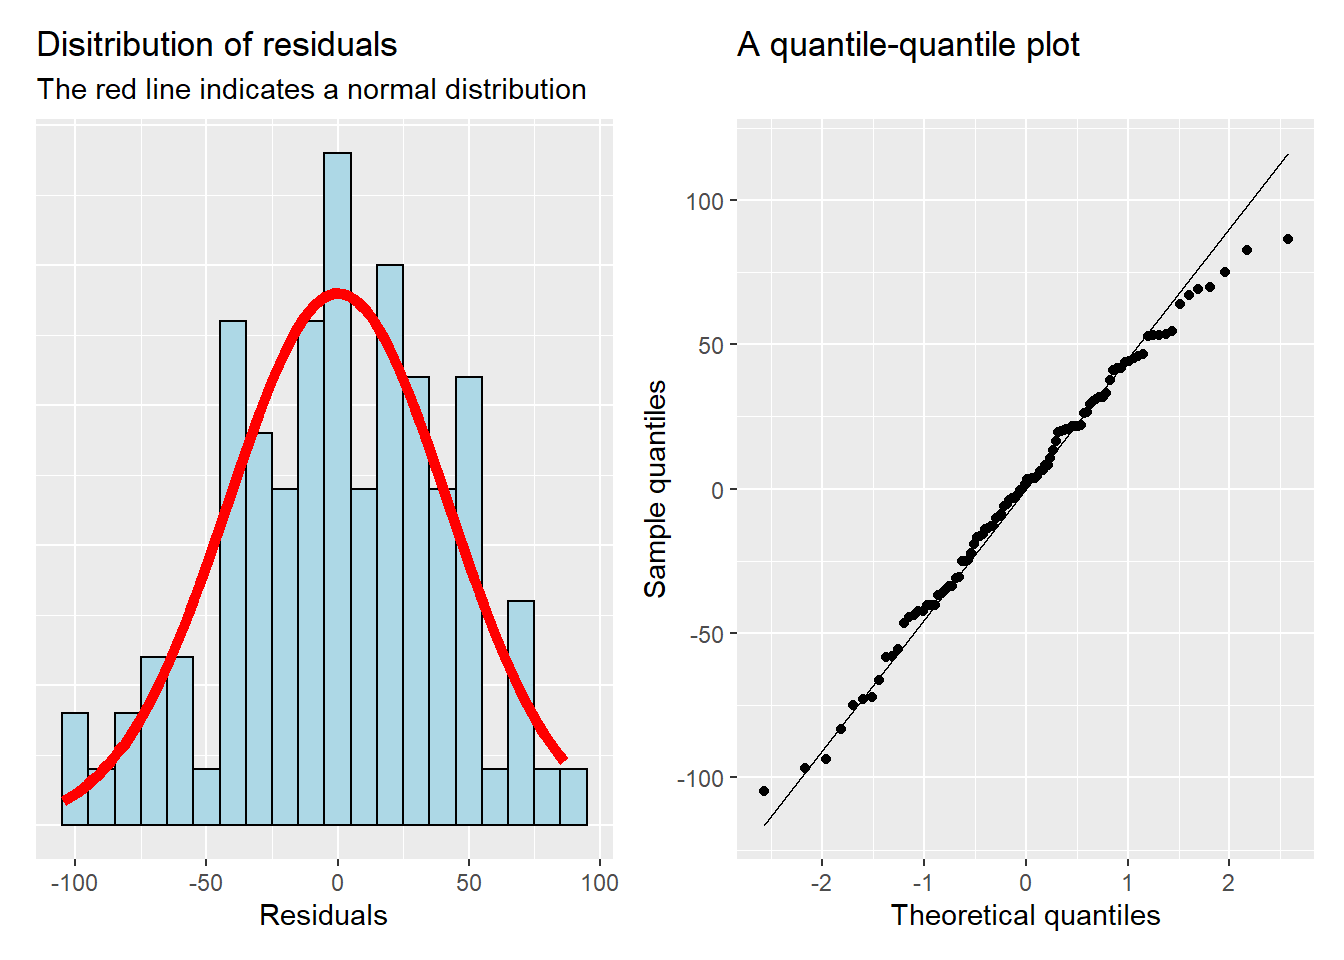 Disitribution of residuals
The red line indicates a normal distribution
-100 -50 0 50 100
Residuals
A quantile-quantile plot
Sample quantiles
100
50
0
-50
-100
-2 -1 0 1 2
Theoretical quantiles